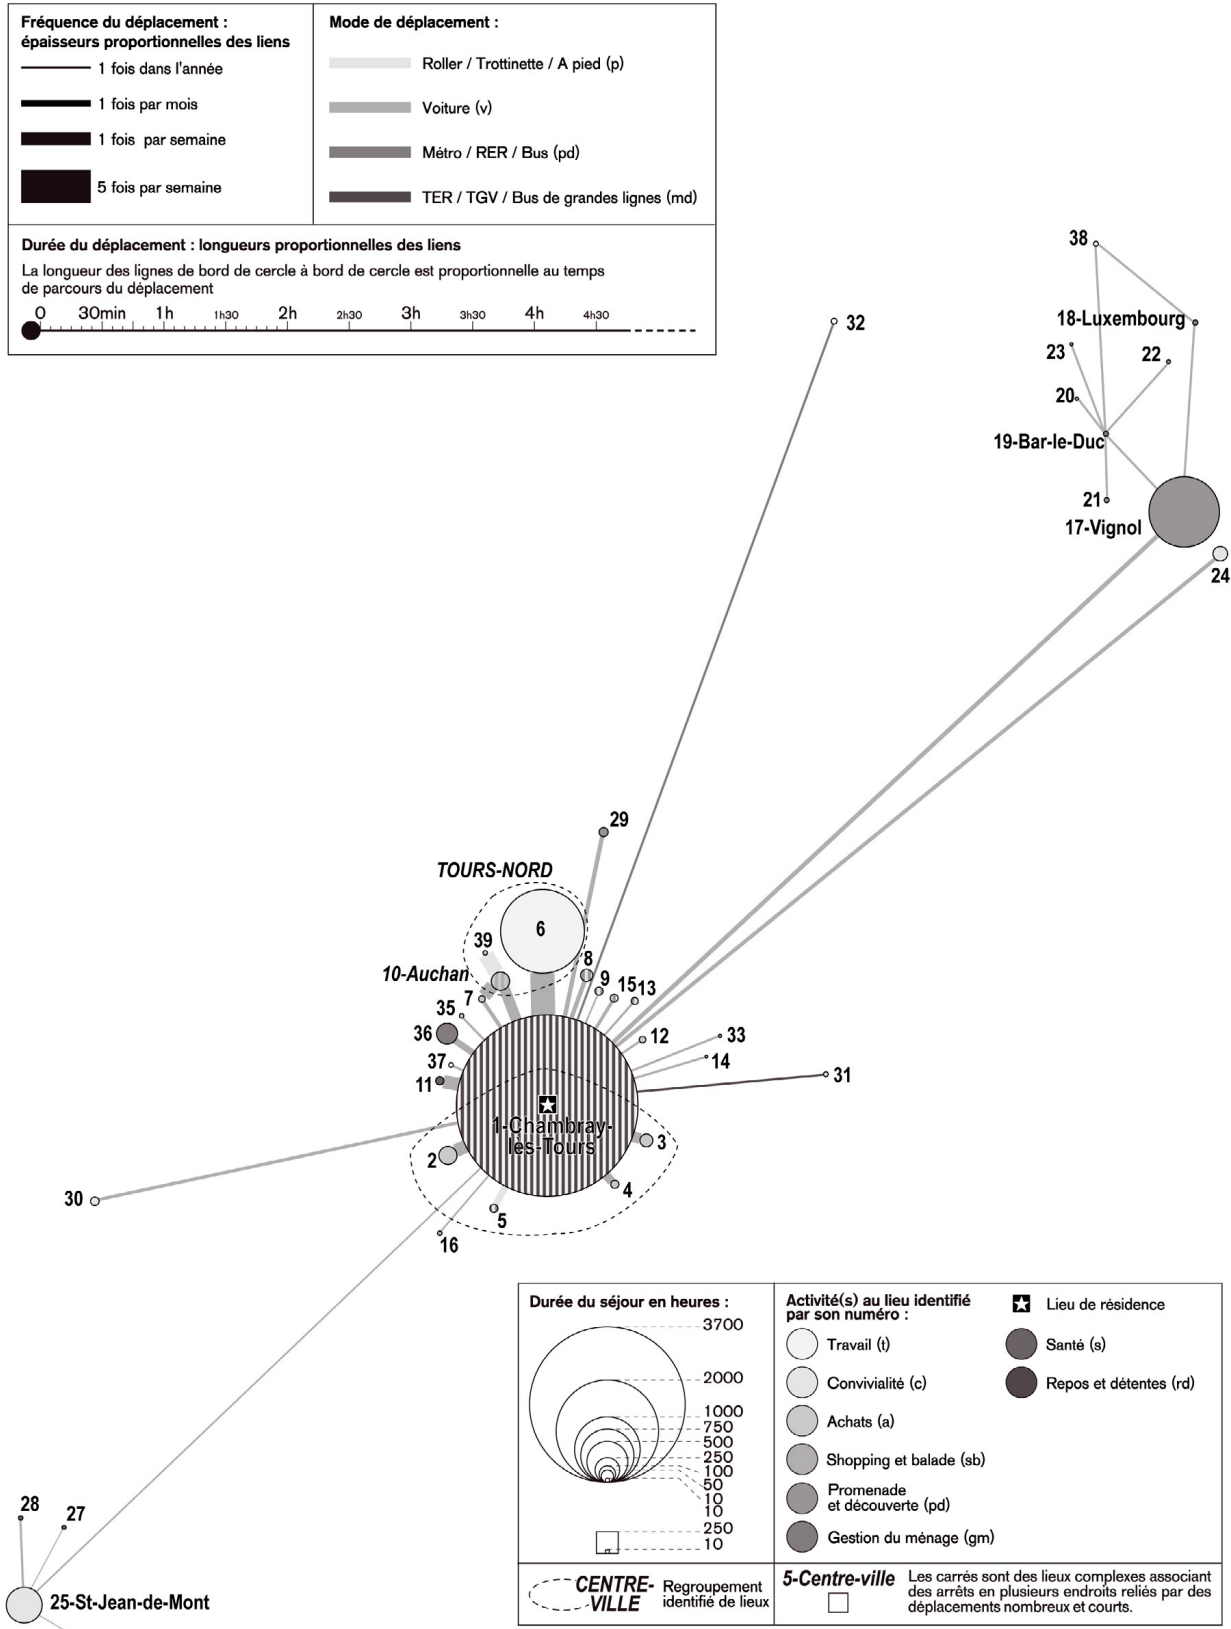 Fréquence du déplacement :
épaisseurs proportionnelles des liens
1 fois dans l'année
1 fois par mois
1 fois par semaine
5 fois par semaine
Mode de déplacement :
Roller / Trottinette / A pied (p)
Voiture (v)
Métro / RER / Bus (pd)
TER / TGV / Bus de grandes lignes (md)
Durée du déplacement : longueurs proportionnelles des liens
La longueur des lignes de bord de cercle à bord de cercle est proportionnelle au temps
de parcours du déplacement
0 30min 1h 1h30 2h 2h30 3h 3h30 4h 4h30
38
32
18-Luxembourg
23
22
20
19-Bar-le-Duc
21
17-Vignol
24
29
TOURS-NORD
6
39
10-Auchan
8
9
15
13
7
35
36
12
33
37
14
11
31
1-Chambray-
lès-Tours
3
2
4
30
5
16
28
27
25-St-Jean-de-Mont
Durée du séjour en heures :
3700
2000
1000
750
500
250
100
50
10
10
250
10
Activité(s) au lieu identifié
par son numéro :
Travail (t)
Convivialité (c)
Achats (a)
Shopping et balade (sb)
Promenade
et découverte (pd)
Gestion du ménage (gm)
Lieu de résidence
Santé (s)
Repos et détentes (rd)
CENTRE-
VILLE
Regroupement
identifié de lieux
5-Centre-ville
Les carrés sont des lieux complexes associant
des arrêts en plusieurs endroits reliés par des
déplacements nombreux et courts.